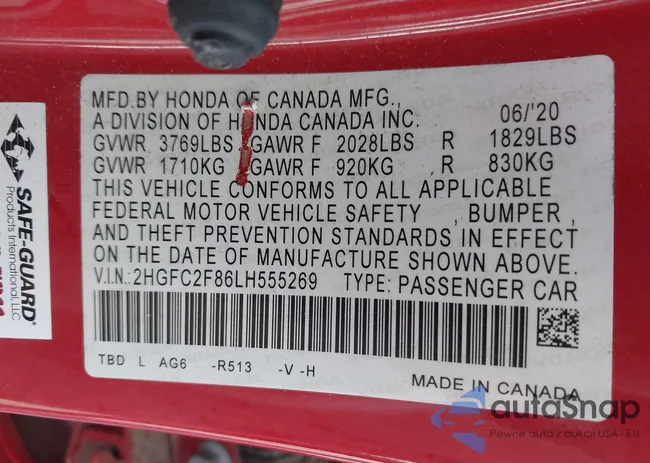 MFD.BY HONDA OF CANADA MFG.,
A DIVISION OF HONDA CANADA INC. 06/'20
GVWR 3769LBS GAWR F 2028LBS R 1829LBS
GVWR 1710KG GAWR F 920KG R 830KG
THIS VEHICLE CONFORMS TO ALL APPLICABLE
FEDERAL MOTOR VEHICLE SAFETY , BUMPER ,
AND THEFT PREVENTION STANDARDS IN EFFECT
ON THE DATE OF MANUFACTURE SHOWN ABOVE.
V.I.N.:2HGFC2F86LH555269 TYPE: PASSENGER CAR
TBD L AG6 -R513 -V -H
MADE IN CANADA
SAFE-GUARD
Products International, LLC
autoSnap
Pewne auta z aukcji USA i EU